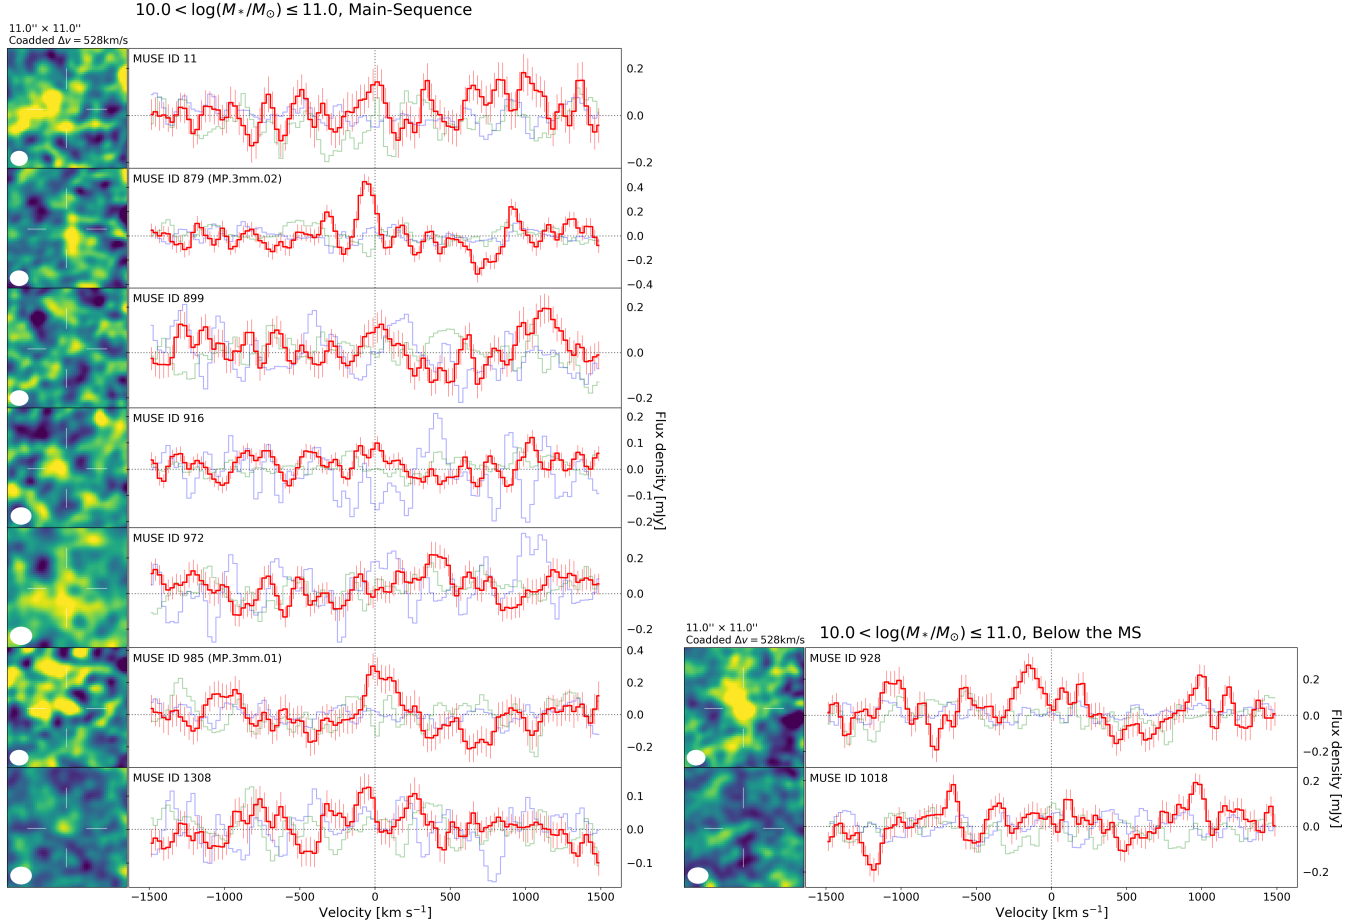 10.0 < log(M∗/M⊙) ≤ 11.0, Main-Sequence
11.0'' × 11.0''
Coadded Δv = 528km/s
MUSE ID 11
0.2
0.0
−0.2
MUSE ID 879 (MP.3mm.02)
0.4
0.2
0.0
−0.2
−0.4
MUSE ID 899
0.2
0.0
−0.2
MUSE ID 916
0.2
0.1
0.0
−0.1
−0.2
Flux density [mJy]
MUSE ID 972
0.2
0.0
−0.2
MUSE ID 985 (MP.3mm.01)
0.4
0.2
0.0
−0.2
MUSE ID 1308
0.1
0.0
−0.1
−1500 −1000 −500 0 500 1000 1500
Velocity [km s⁻¹]
11.0'' × 11.0''
Coadded Δv = 528km/s
10.0 < log(M∗/M⊙) ≤ 11.0, Below the MS
MUSE ID 928
0.2
0.0
−0.2
Flux density [mJy]
MUSE ID 1018
0.2
0.0
−0.2
−1500 −1000 −500 0 500 1000 1500
Velocity [km s⁻¹]